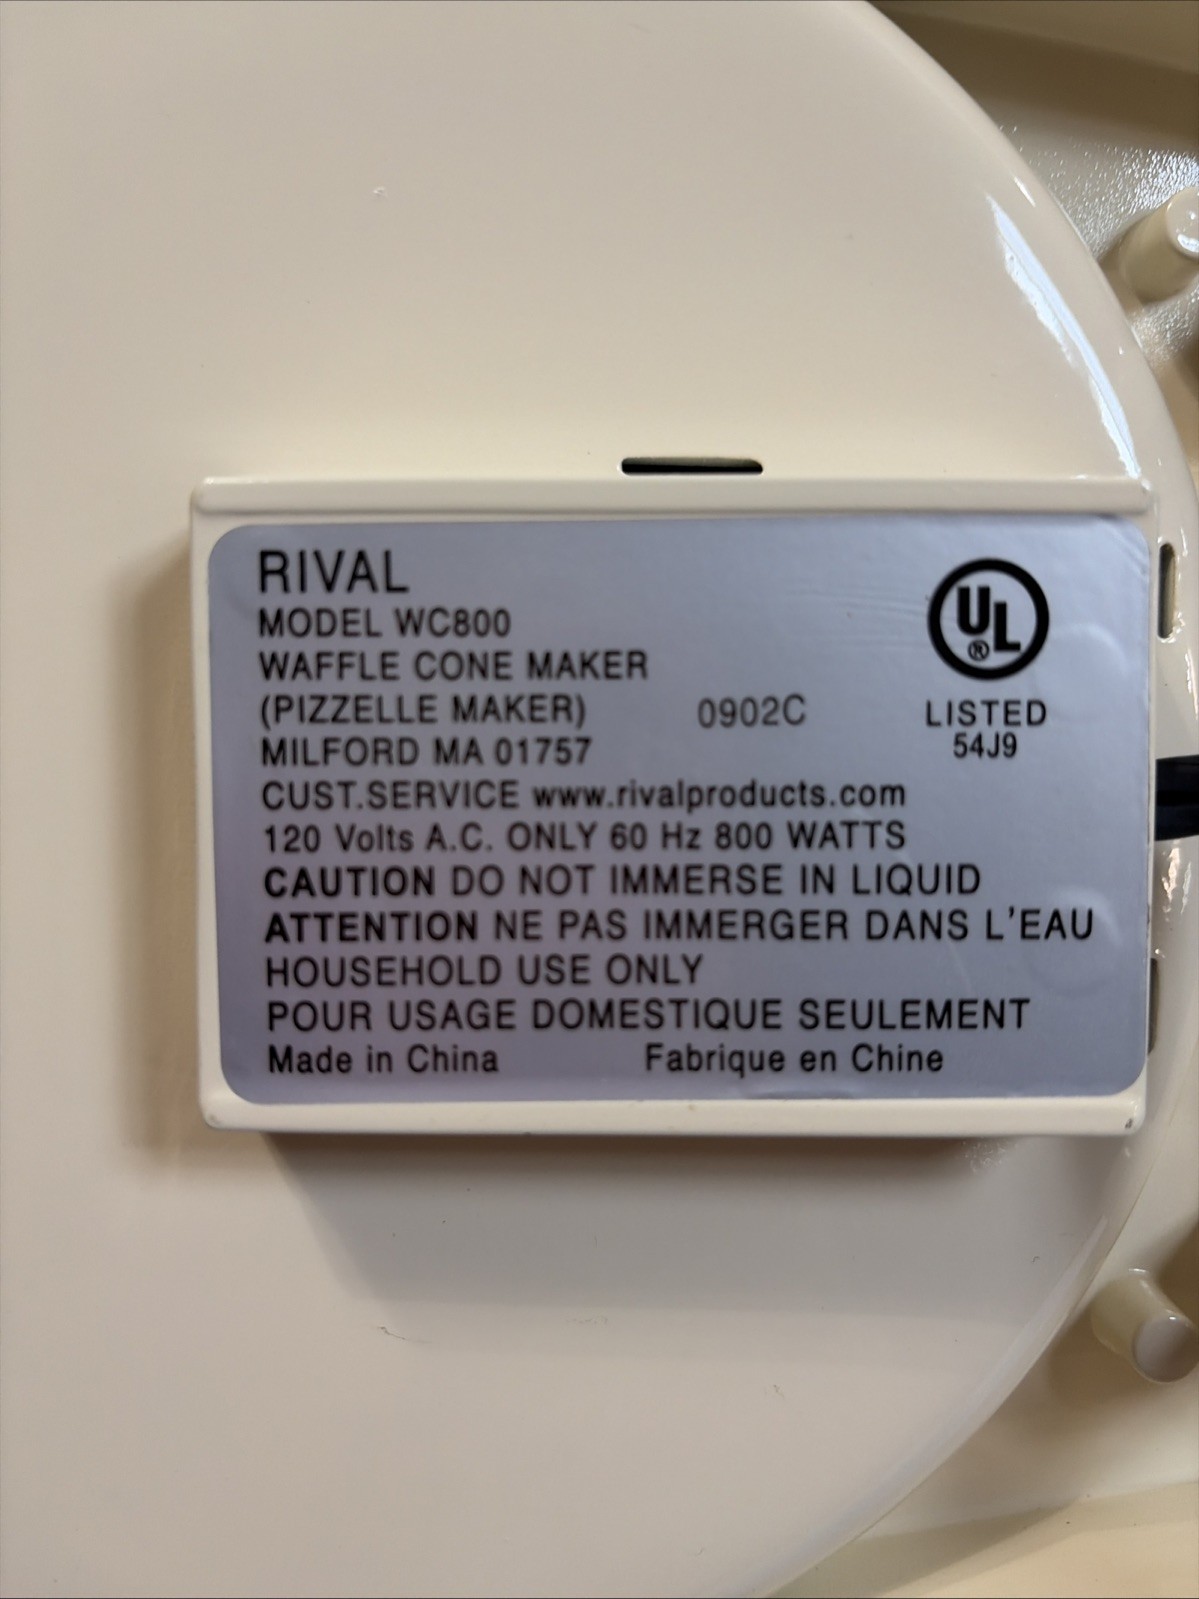 RIVAL
MODEL WC800
WAFFLE CONE MAKER
(PIZZELLE MAKER) 0902C
MILFORD MA 01757
CUST.SERVICE www.rivalproducts.com
120 Volts A.C. ONLY 60 Hz 800 WATTS
CAUTION DO NOT IMMERSE IN LIQUID
ATTENTION NE PAS IMMERGER DANS L'EAU
HOUSEHOLD USE ONLY
POUR USAGE DOMESTIQUE SEULEMENT
Made in China Fabrique en Chine
UL
®
LISTED
54J9